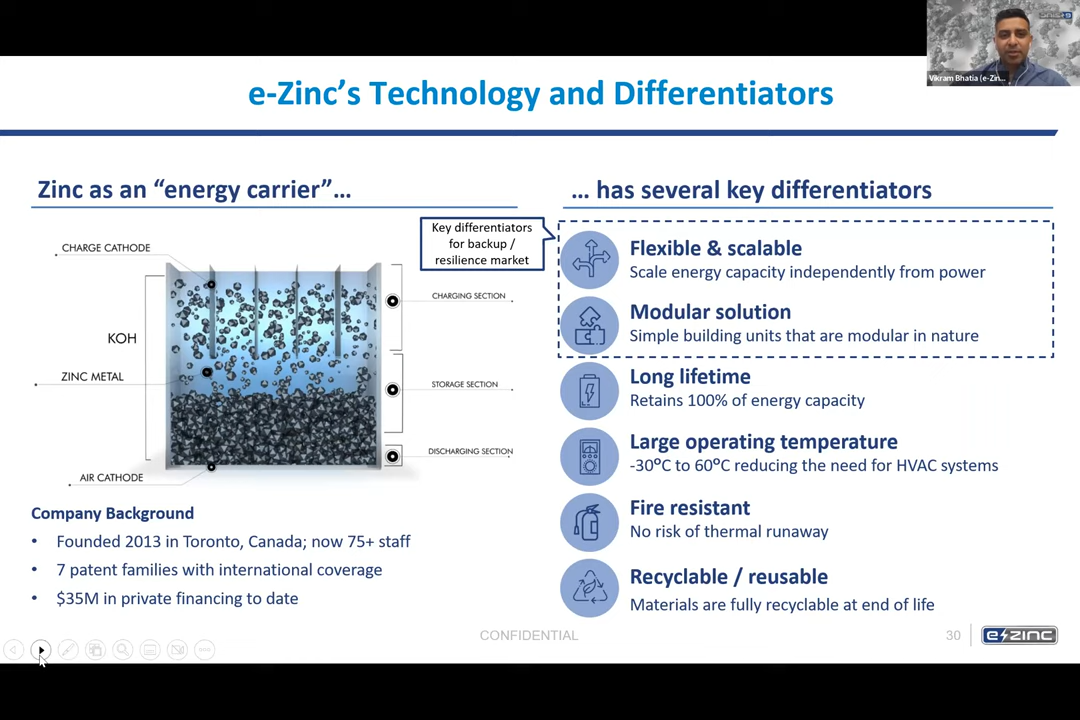 Vikram Bhatia (e-Zin...
e-Zinc’s Technology and Differentiators
Zinc as an “energy carrier”…
CHARGE CATHODE
KOH
ZINC METAL
AIR CATHODE
CHARGING SECTION
STORAGE SECTION
DISCHARGING SECTION
Company Background
• Founded 2013 in Toronto, Canada; now 75+ staff
• 7 patent families with international coverage
• $35M in private financing to date
… has several key differentiators
Key differentiators
for backup /
resilience market
Flexible & scalable
Scale energy capacity independently from power
Modular solution
Simple building units that are modular in nature
Long lifetime
Retains 100% of energy capacity
Large operating temperature
-30ºC to 60ºC reducing the need for HVAC systems
Fire resistant
No risk of thermal runaway
Recyclable / reusable
Materials are fully recyclable at end of life
CONFIDENTIAL
30
e zinc